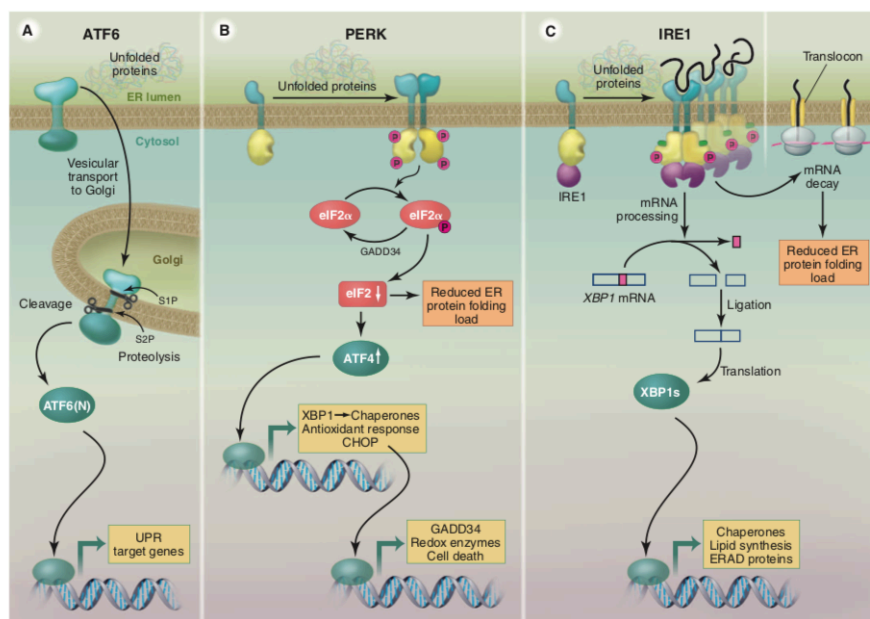 A
ATF6
Unfolded
proteins
ER lumen
Cytosol
Vesicular
transport
to Golgi
Golgi
Cleavage
S1P
S2P
Proteolysis
ATF6(N)
UPR
target genes
B
PERK
Unfolded proteins
P
P
P
P
eIF2α
eIF2α
P
GADD34
eIF2
Reduced ER
protein folding
load
ATF4
XBP1 → Chaperones
Antioxidant response
CHOP
GADD34
Redox enzymes
Cell death
C
IRE1
Unfolded
proteins
Translocon
P
P
P
IRE1
mRNA
processing
mRNA
decay
Reduced ER
protein folding
load
XBP1 mRNA
Ligation
Translation
XBP1s
Chaperones
Lipid synthesis
ERAD proteins